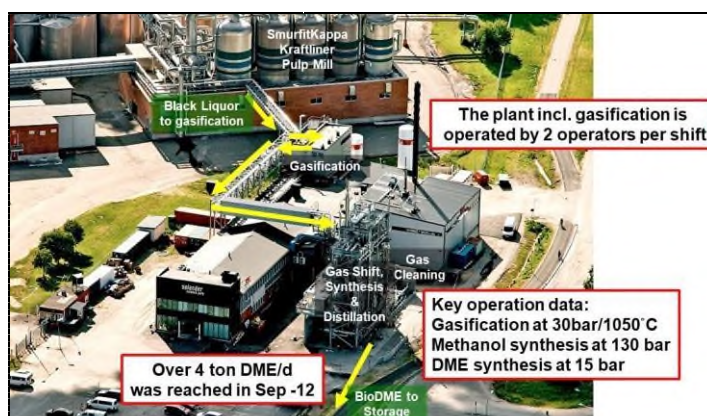 SmurfitKappa
Kraftliner
Pulp Mill
Black Liquor
to gasification
The plant incl. gasification is
operated by 2 operators per shift
Gasification
Gas
Cleaning
Gas Shift,
Synthesis
&
Distillation
Key operation data:
Gasification at 30bar/1050°C
Methanol synthesis at 130 bar
DME synthesis at 15 bar
Over 4 ton DME/d
was reached in Sep -12
BioDME to
Storage